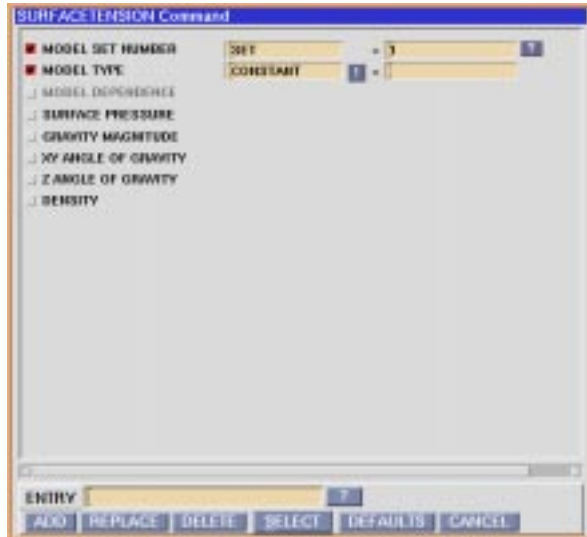 SURFACETENSION Command
MODEL SET NUMBER SET = 1 ?
MODEL TYPE CONSTANT ! =
MODEL DEPENDENCE
SURFACE PRESSURE
GRAVITY MAGNITUDE
XY ANGLE OF GRAVITY
Z ANGLE OF GRAVITY
DENSITY
ENTRY ?
ADD REPLACE DELETE SELECT DEFAULTS CANCEL